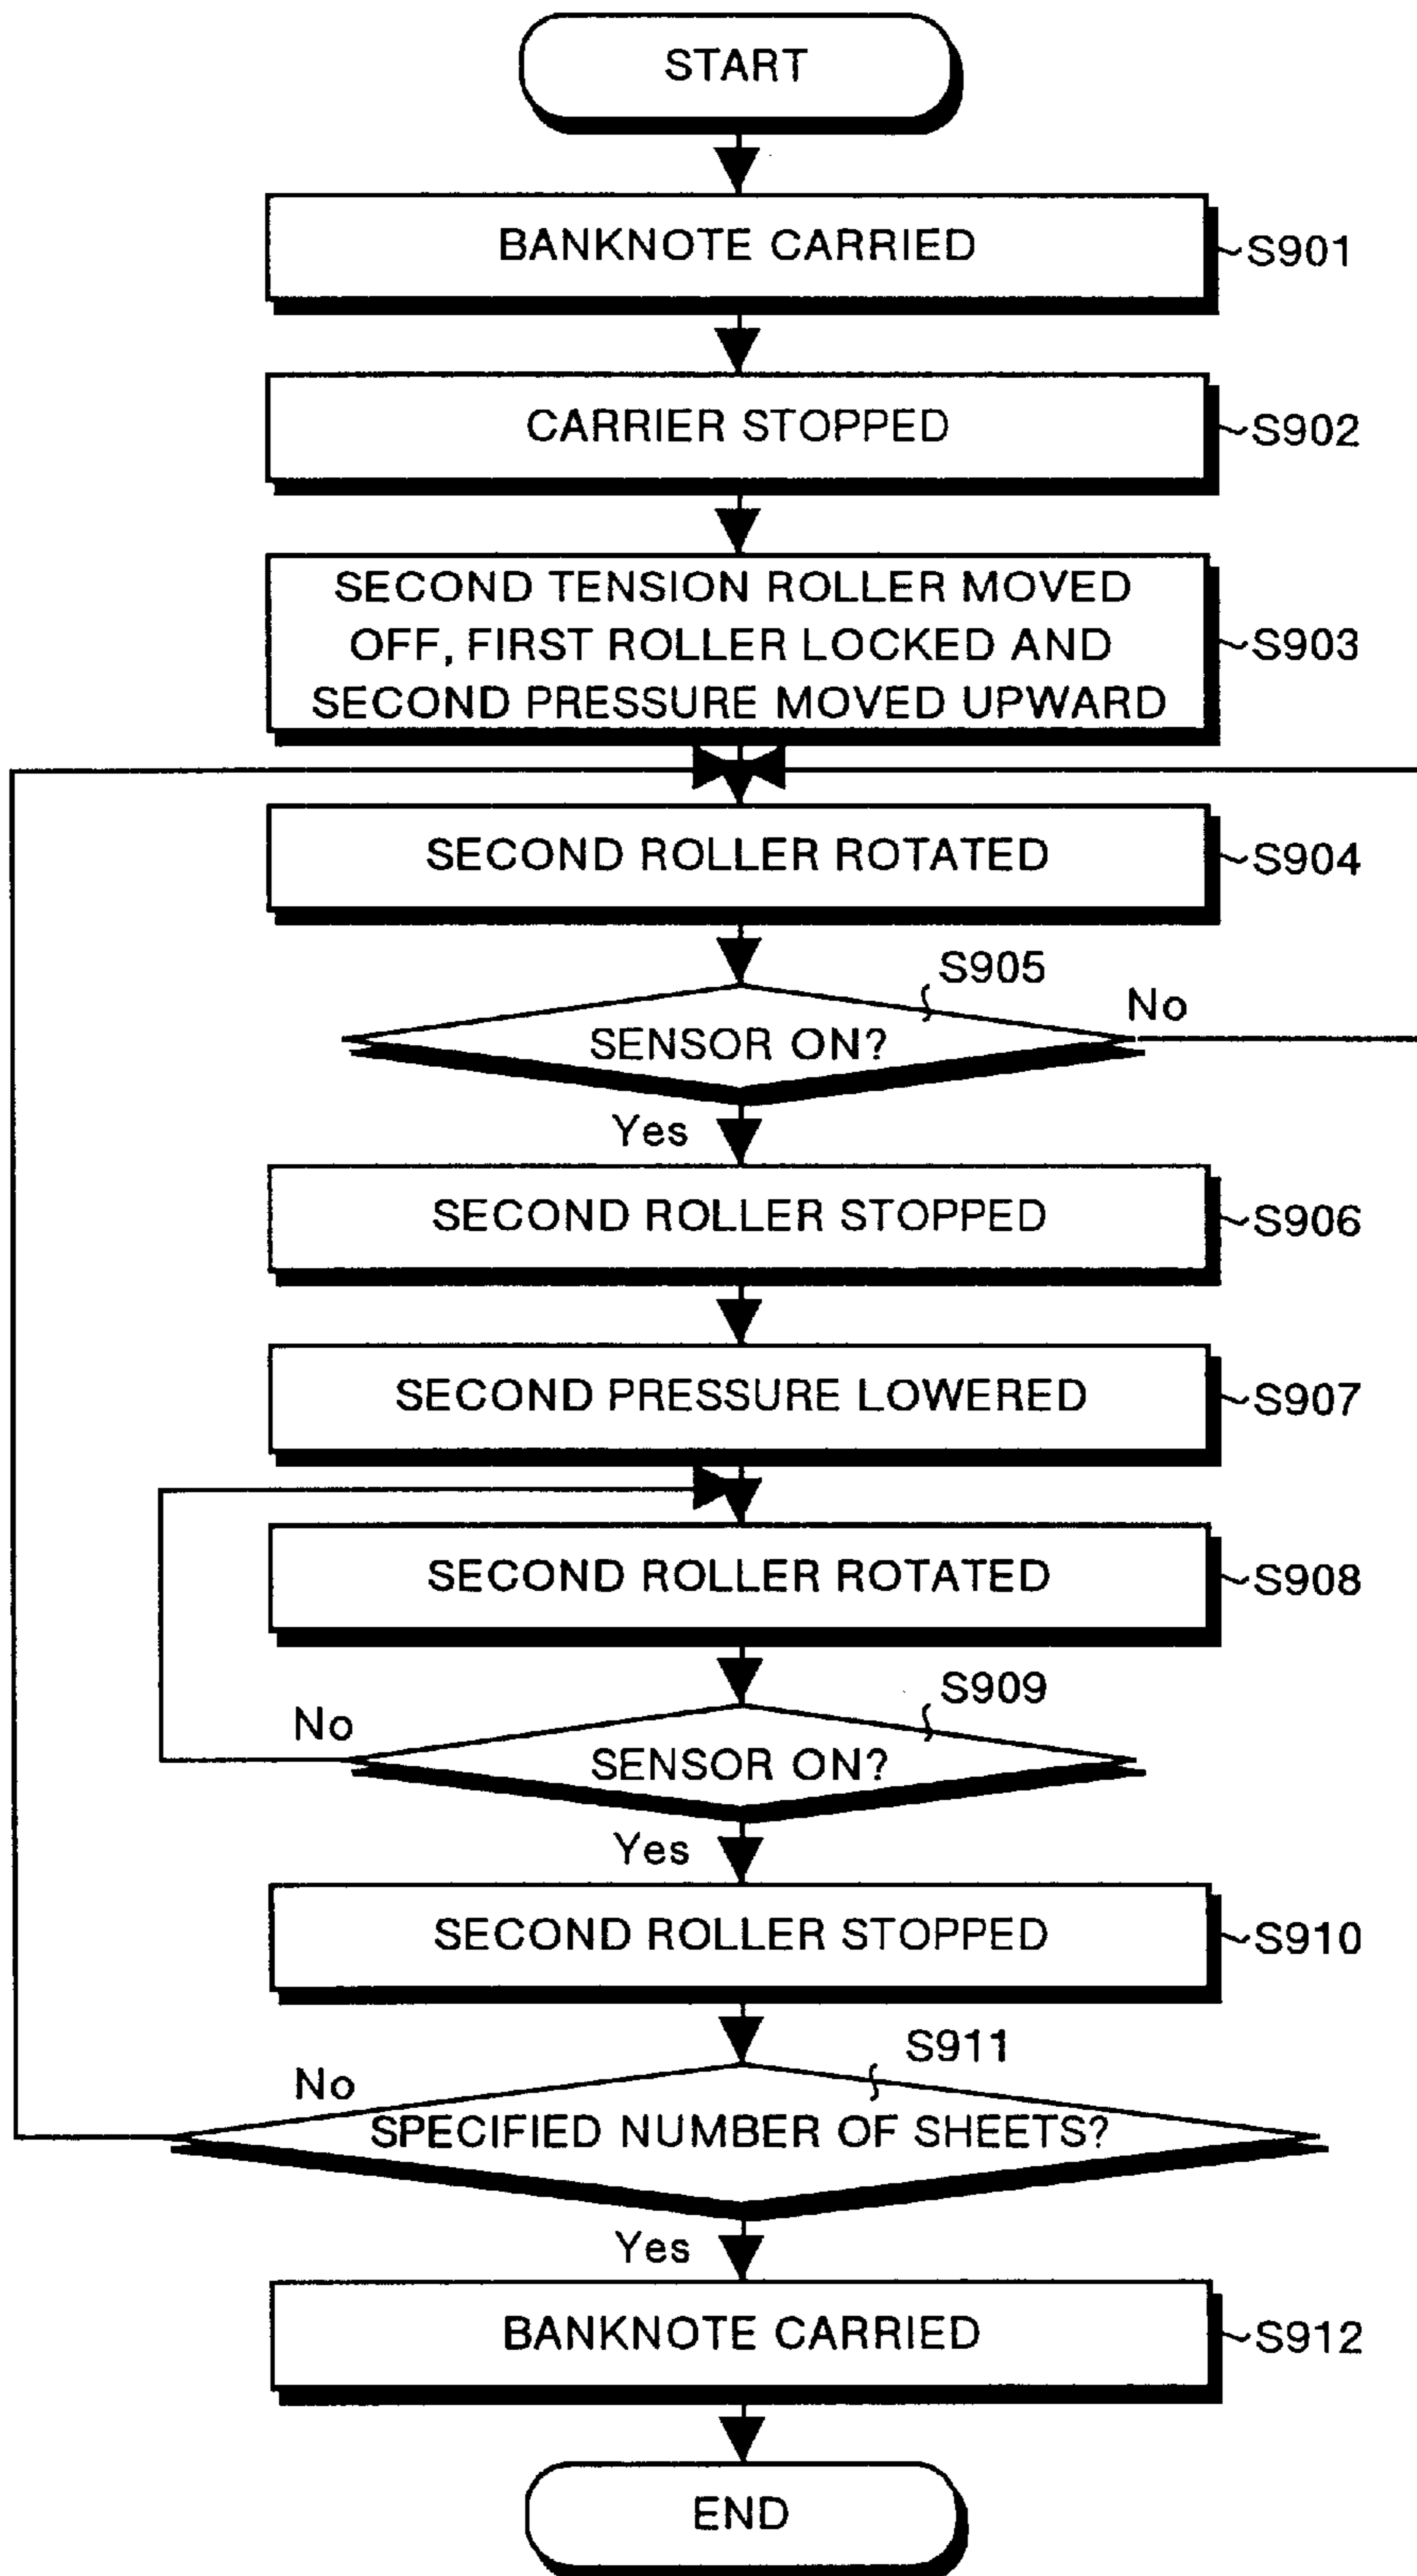 START
BANKNOTE CARRIED
S901
CARRIER STOPPED
S902
SECOND TENSION ROLLER MOVED
OFF, FIRST ROLLER LOCKED AND
SECOND PRESSURE MOVED UPWARD
S903
SECOND ROLLER ROTATED
S904
S905
SENSOR ON?
No
Yes
SECOND ROLLER STOPPED
S906
SECOND PRESSURE LOWERED
S907
SECOND ROLLER ROTATED
S908
S909
No
SENSOR ON?
Yes
SECOND ROLLER STOPPED
S910
S911
No
SPECIFIED NUMBER OF SHEETS?
Yes
BANKNOTE CARRIED
S912
END